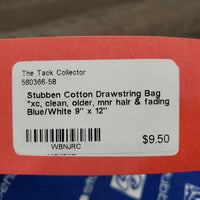 The Tack Collector
580366-58
Stubben Cotton Drawstring Bag
*xc, clean, older, mnr hair & fading
Blue/White 9" x 12"
$9.50
W8NJRC